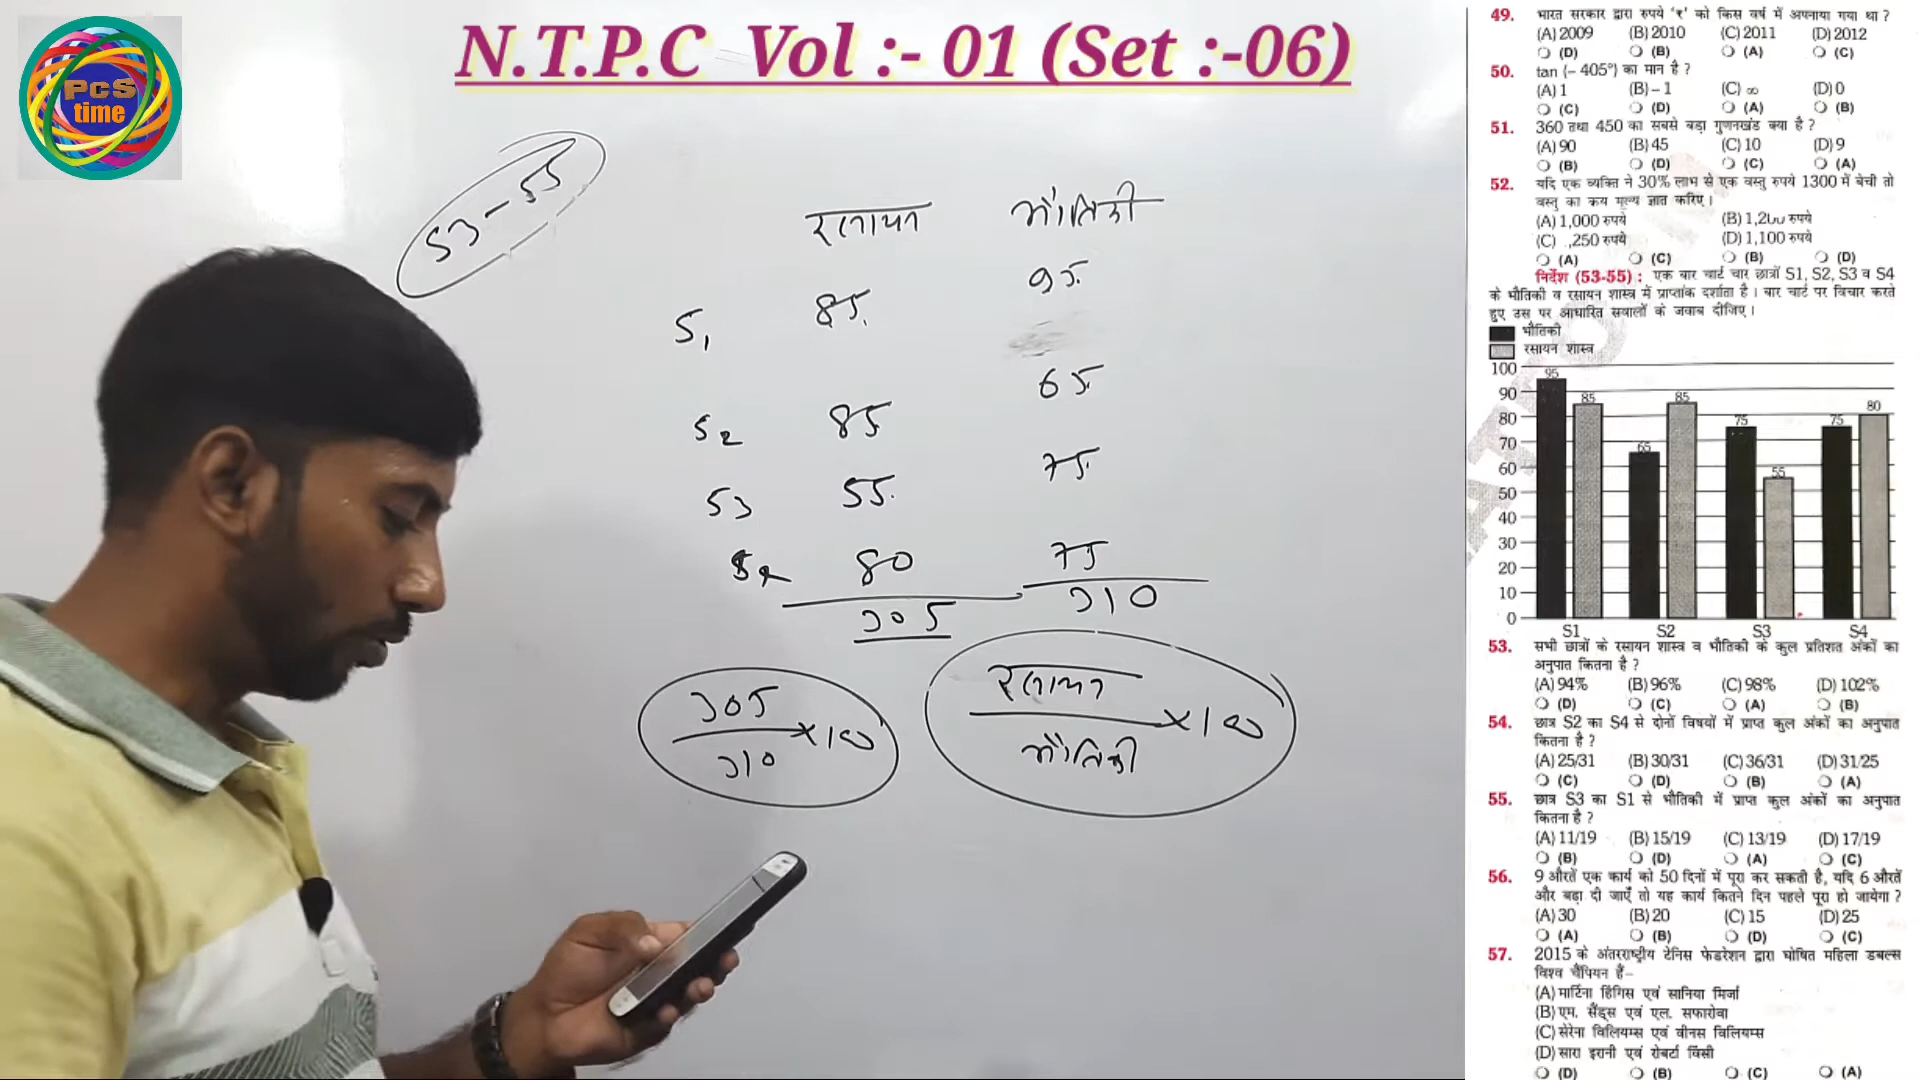 PCS
time
N.T.P.C Vol :- 01 (Set :-06)
53-55
रसायन भौतिकी
S1 85 95
S2 85 65
S3 55 75
S4 80 75
305 310
305/310 ×100
रसायन/भौतिकी ×100
49. भारत सरकार द्वारा रुपये '₹' को किस वर्ष में अपनाया गया था ?
(A) 2009 (B) 2010 (C) 2011 (D) 2012
(D) (B) (A) (C)
50. tan (– 405°) का मान है ?
(A) 1 (B) – 1 (C) ∞ (D) 0
(C) (D) (A) (B)
51. 360 तथा 450 का सबसे बड़ा गुणनखंड क्या है ?
(A) 90 (B) 45 (C) 10 (D) 9
(B) (D) (C) (A)
52. यदि एक व्यक्ति ने 30% लाभ से एक वस्तु रुपये 1300 में बेची तो
वस्तु का क्रय मूल्य ज्ञात करिए।
(A) 1,000 रुपये (B) 1,200 रुपये
(C) ,250 रुपये (D) 1,100 रुपये
(A) (C) (B) (D)
निर्देश (53-55) : एक बार चार्ट चार छात्रों S1, S2, S3 व S4
के भौतिकी व रसायन शास्त्र में प्राप्तांक दर्शाता है। बार चार्ट पर विचार करते
हुए उस पर आधारित सवालों के जवाब दीजिए।
भौतिकी
रसायन शास्त्र
100
90
80
70
60
50
40
30
20
10
0
95 85 65 85 75 55 75 80
S1 S2 S3 S4
53. सभी छात्रों के रसायन शास्त्र व भौतिकी के कुल प्रतिशत अंकों का
अनुपात कितना है ?
(A) 94% (B) 96% (C) 98% (D) 102%
(D) (C) (A) (B)
54. छात्र S2 का S4 से दोनों विषयों में प्राप्त कुल अंकों का अनुपात
कितना है ?
(A) 25/31 (B) 30/31 (C) 36/31 (D) 31/25
(C) (D) (B) (A)
55. छात्र S3 का S1 से भौतिकी में प्राप्त कुल अंकों का अनुपात
कितना है ?
(A) 11/19 (B) 15/19 (C) 13/19 (D) 17/19
(B) (D) (A) (C)
56. 9 औरतें एक कार्य को 50 दिनों में पूरा कर सकती है, यदि 6 औरतें
और बढ़ा दी जाएँ तो यह कार्य कितने दिन पहले पूरा हो जायेगा ?
(A) 30 (B) 20 (C) 15 (D) 25
(A) (B) (D) (C)
57. 2015 के अंतरराष्ट्रीय टेनिस फेडरेशन द्वारा घोषित महिला डबल्स
विश्व चैंपियन हैं–
(A) मार्टिना हिंगिस एवं सानिया मिर्जा
(B) एम. सैंड्स एवं एल. सफारोवा
(C) सेरेना विलियम्स एवं वीनस विलियम्स
(D) सारा इरानी एवं रोबर्टा विंसी
(D) (B) (C) (A)